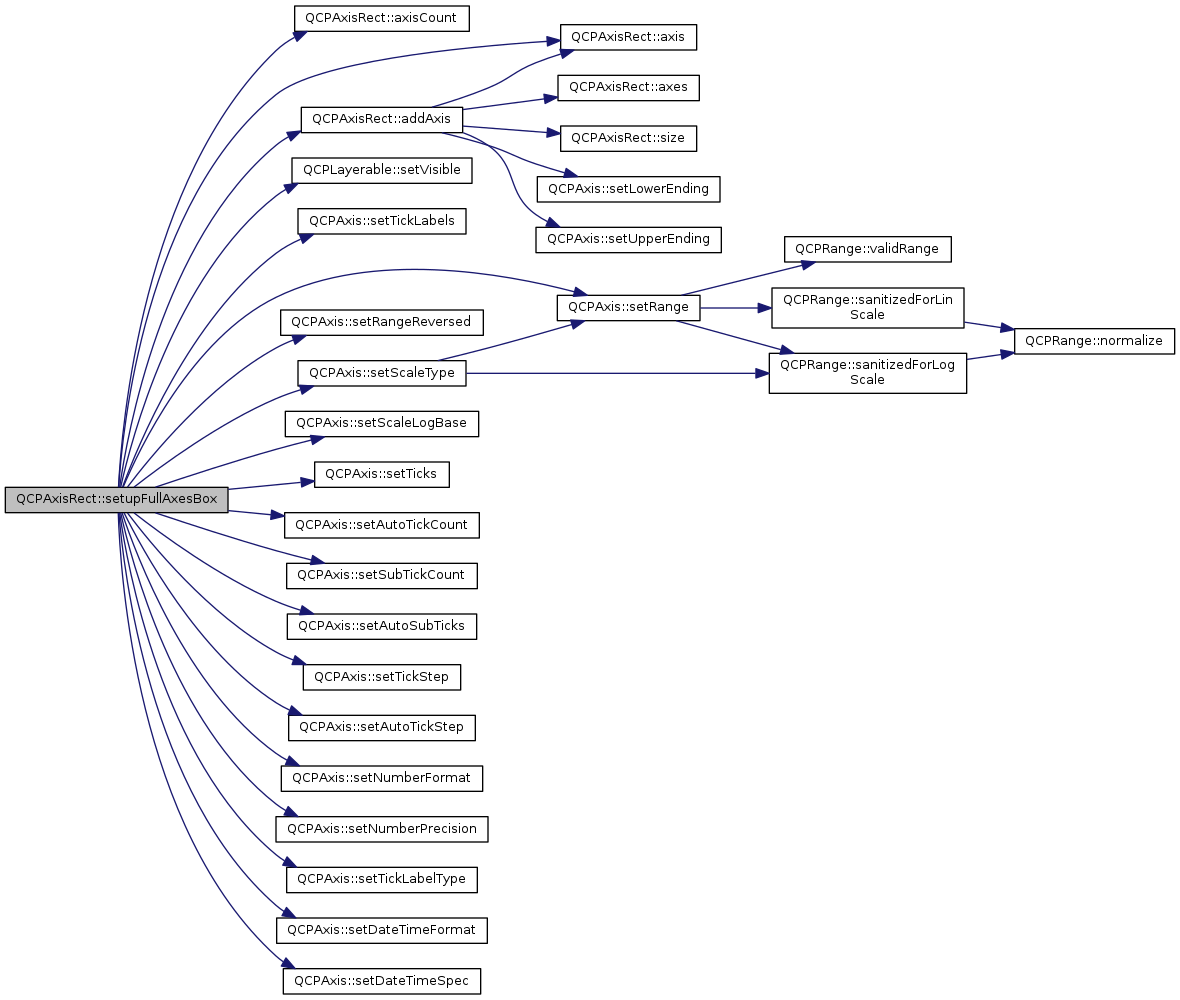 QCPAxisRect::axisCount
QCPAxisRect::axis
QCPAxisRect::axes
QCPAxisRect::addAxis
QCPAxisRect::size
QCPLayerable::setVisible
QCPAxis::setLowerEnding
QCPAxis::setTickLabels
QCPAxis::setUpperEnding
QCPRange::validRange
QCPAxis::setRange
QCPRange::sanitizedForLin
Scale
QCPAxis::setRangeReversed
QCPRange::normalize
QCPAxis::setScaleType
QCPRange::sanitizedForLog
Scale
QCPAxis::setScaleLogBase
QCPAxis::setTicks
QCPAxisRect::setupFullAxesBox
QCPAxis::setAutoTickCount
QCPAxis::setSubTickCount
QCPAxis::setAutoSubTicks
QCPAxis::setTickStep
QCPAxis::setAutoTickStep
QCPAxis::setNumberFormat
QCPAxis::setNumberPrecision
QCPAxis::setTickLabelType
QCPAxis::setDateTimeFormat
QCPAxis::setDateTimeSpec